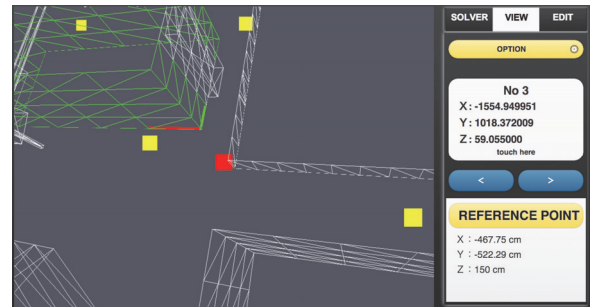 SOLVER VIEW EDIT
OPTION
No 3
X: -1554.949951
Y: 1018.372009
Z: 59.055000
touch here
< >
REFERENCE POINT
X : -467.75 cm
Y : -522.29 cm
Z : 150 cm